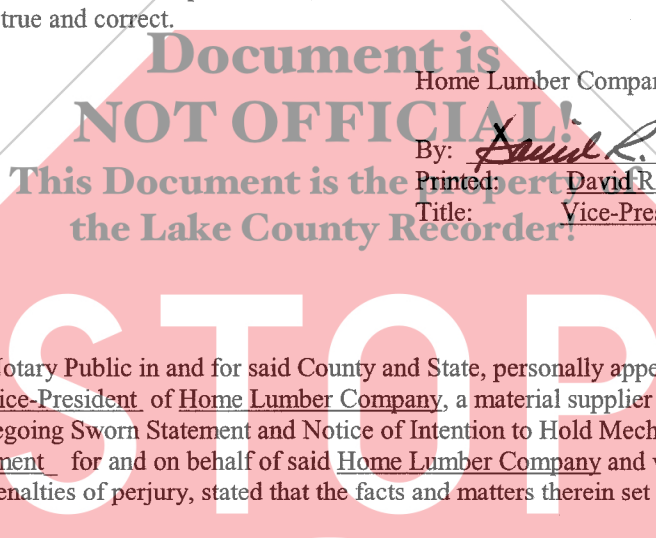 true and correct.
Document is
Home Lumber Compan
NOT OFFICIAL!
By: David R.
This Document is the property of
Printed: David R
the Lake County Recorder!
Title: Vice-Pres
STOP
Notary Public in and for said County and State, personally appe
ice-President of Home Lumber Company, a material supplier
egoing Sworn Statement and Notice of Intention to Hold Mech
ment for and on behalf of said Home Lumber Company and v
enalties of perjury, stated that the facts and matters therein set